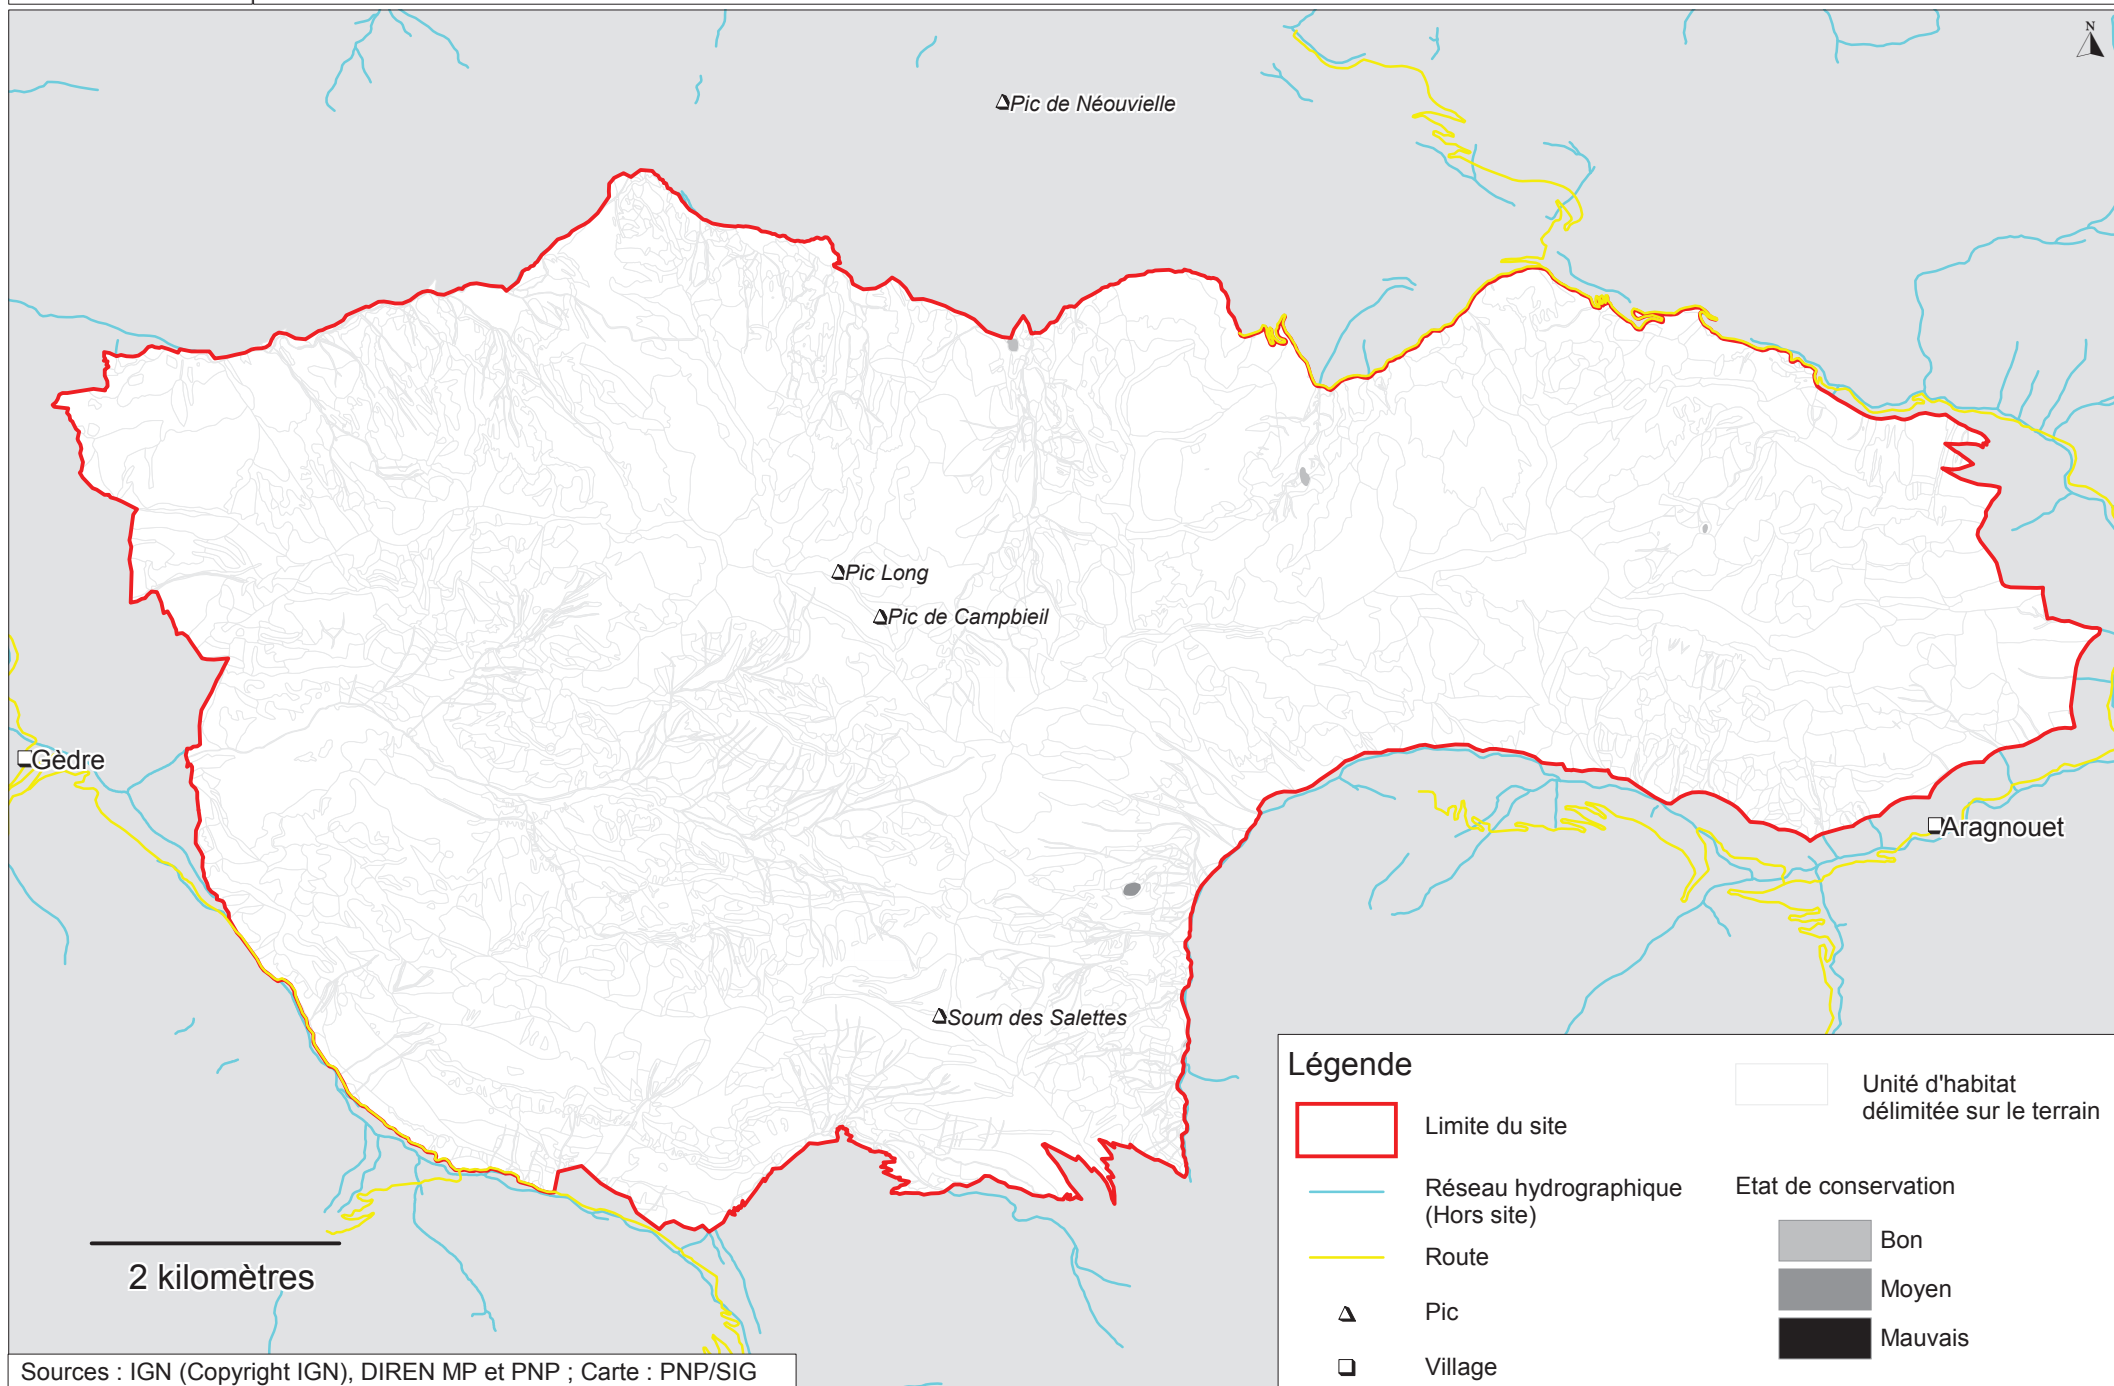 N
Pic de Néouvielle
Pic Long
Pic de Campbieil
Gèdre
Aragnouet
Soum des Salettes
Légende
Limite du site
Réseau hydrographique
(Hors site)
Route
Pic
Village
Unité d'habitat
délimitée sur le terrain
Etat de conservation
Bon
Moyen
Mauvais
2 kilomètres
Sources : IGN (Copyright IGN), DIREN MP et PNP ; Carte : PNP/SIG